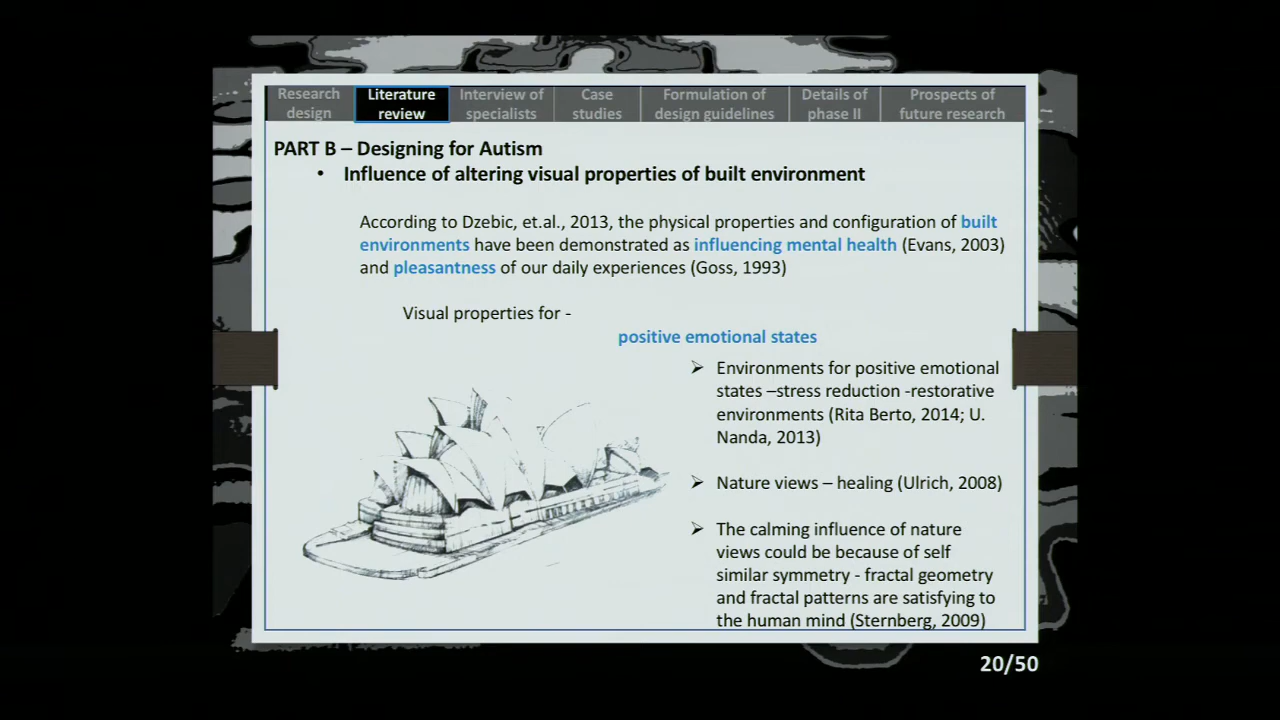 Research design
Literature review
Interview of specialists
Case studies
Formulation of design guidelines
Details of phase II
Prospects of future research
PART B – Designing for Autism
• Influence of altering visual properties of built environment
According to Dzebic, et.al., 2013, the physical properties and configuration of built
environments have been demonstrated as influencing mental health (Evans, 2003)
and pleasantness of our daily experiences (Goss, 1993)
Visual properties for -
positive emotional states
➢ Environments for positive emotional
states –stress reduction -restorative
environments (Rita Berto, 2014; U.
Nanda, 2013)
➢ Nature views – healing (Ulrich, 2008)
➢ The calming influence of nature
views could be because of self
similar symmetry - fractal geometry
and fractal patterns are satisfying to
the human mind (Sternberg, 2009)
20/50